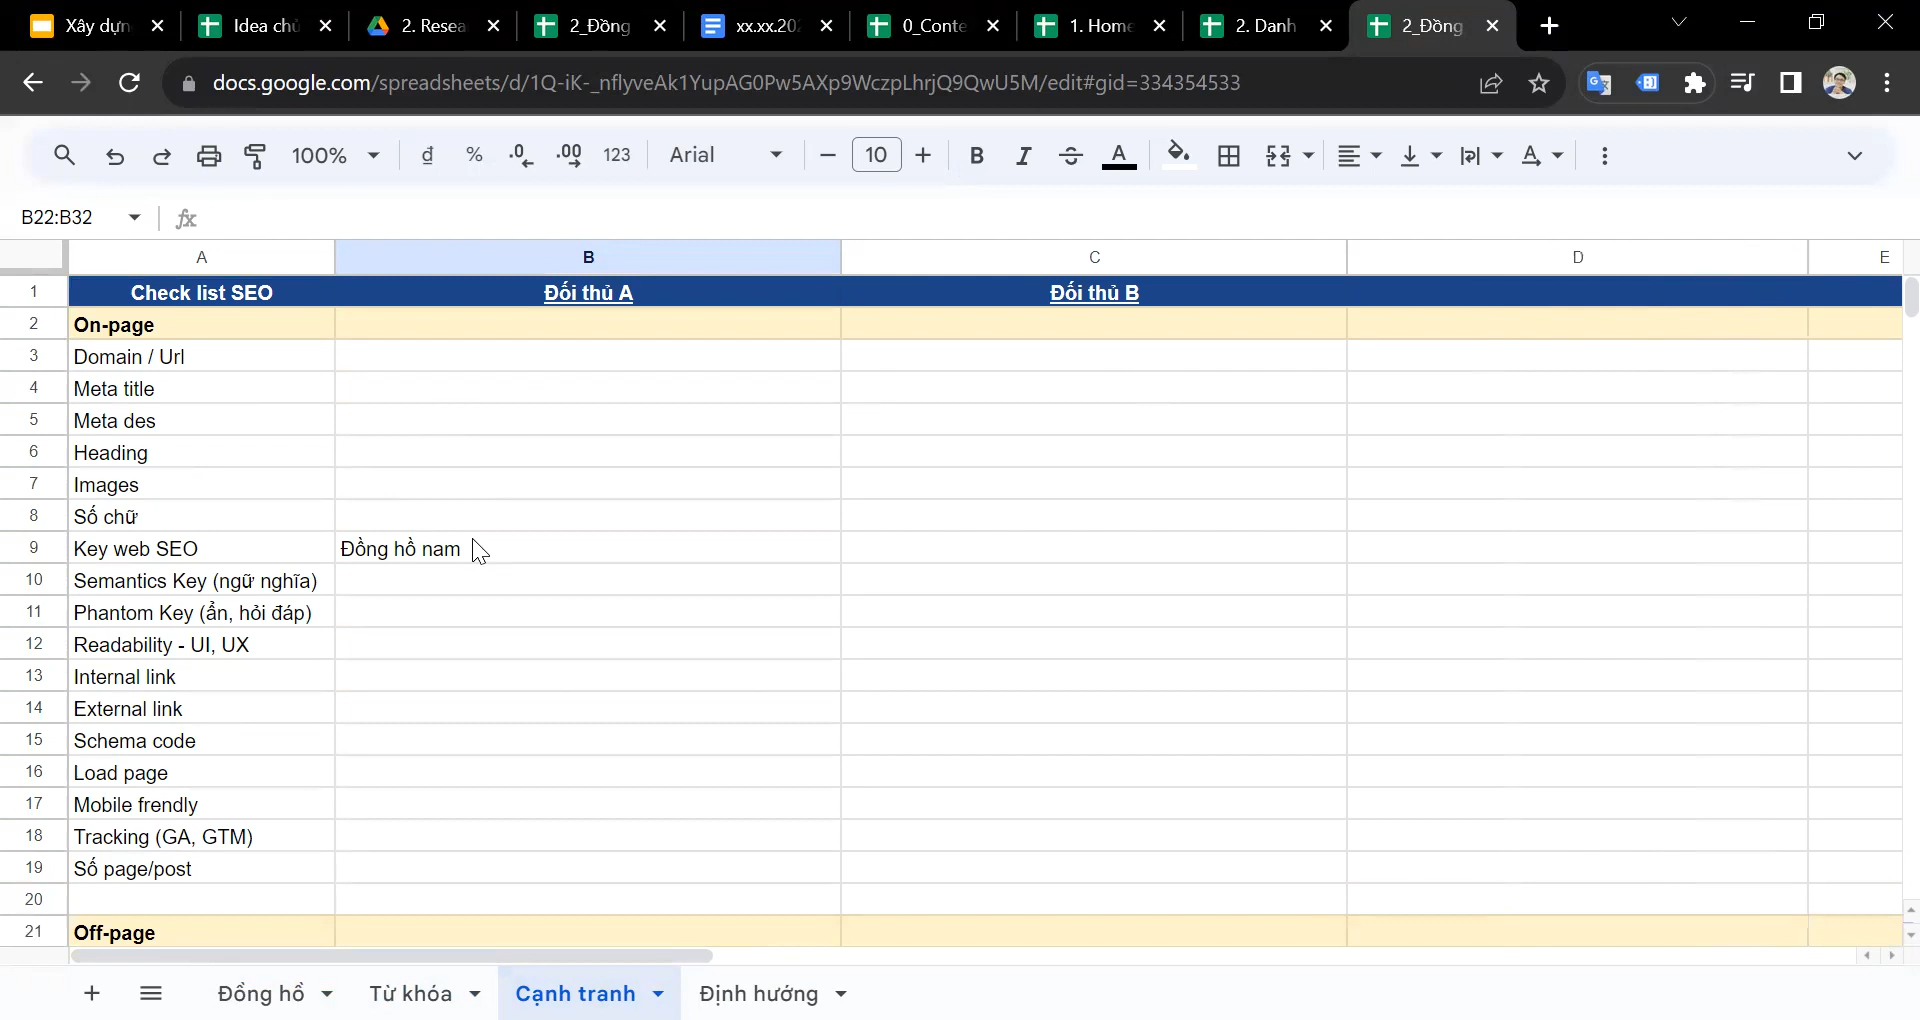 Xây dựn
Idea chủ
2. Resea
2_Đồng
xx.xx.202
0_Conte
1. Home
2. Danh
2_Đồng
docs.google.com/spreadsheets/d/1Q-iK-_nflyveAk1YupAG0Pw5AXp9WczpLhrjQ9QwU5M/edit#gid=334354533
100% đ % .0 .00 123 Arial 10 B I A
B22:B32 fx
A B C D E
1 Check list SEO Đối thủ A Đối thủ B
2 On-page
3 Domain / Url
4 Meta title
5 Meta des
6 Heading
7 Images
8 Số chữ
9 Key web SEO Đồng hồ nam
10 Semantics Key (ngữ nghĩa)
11 Phantom Key (ẩn, hỏi đáp)
12 Readability - UI, UX
13 Internal link
14 External link
15 Schema code
16 Load page
17 Mobile frendly
18 Tracking (GA, GTM)
19 Số page/post
20
21 Off-page
Đồng hồ Từ khóa Cạnh tranh Định hướng